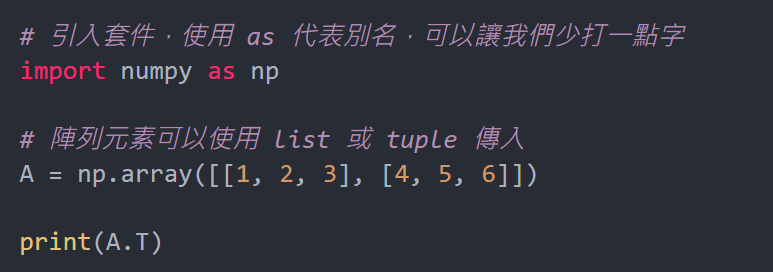 # 引入套件，使用 as 代表別名，可以讓我們少打一點字
import numpy as np
# 陣列元素可以使用 list 或 tuple 傳入
A = np.array([[1, 2, 3], [4, 5, 6]])
print(A.T)